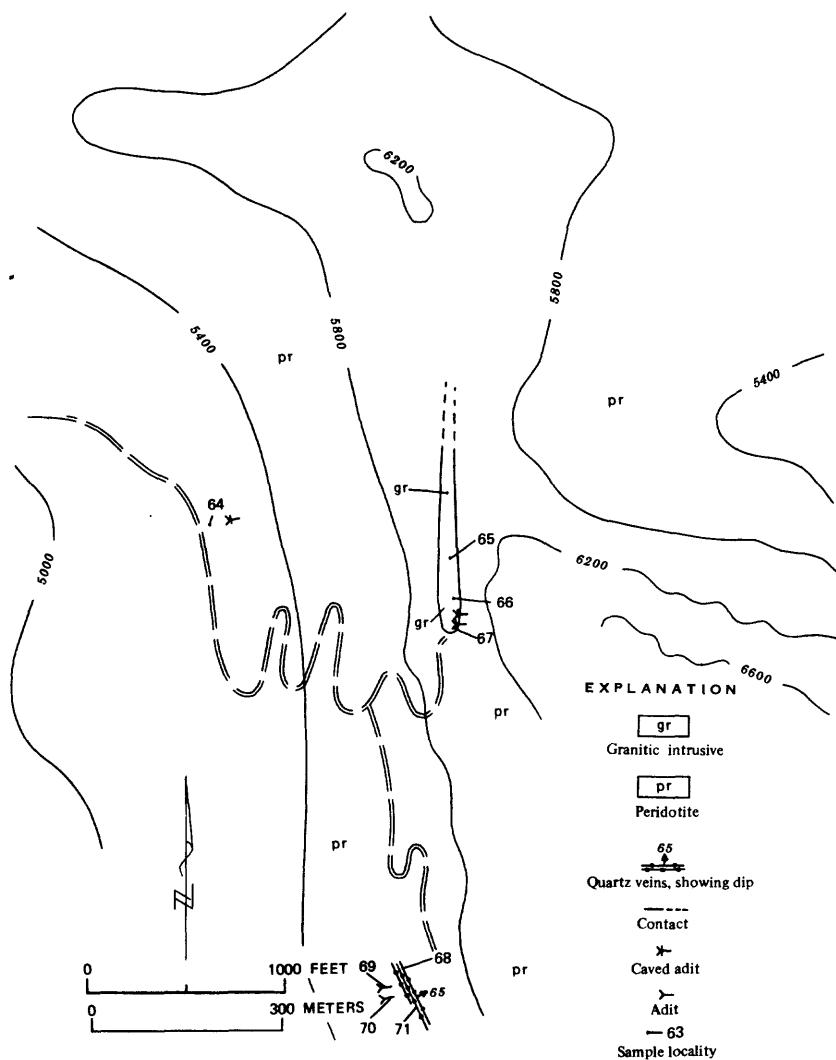 6200
5800
5400
5800
pr
pr
5400
64
gr
65
5000
6200
66
gr
67
6600
pr
EXPLANATION
gr
Granitic intrusive
pr
Peridotite
65
Quartz veins, showing dip
Contact
Caved adit
Adit
63
Sample locality
pr
N
68
69
0 1000 FEET
0 300 METERS
65
70
71
pr